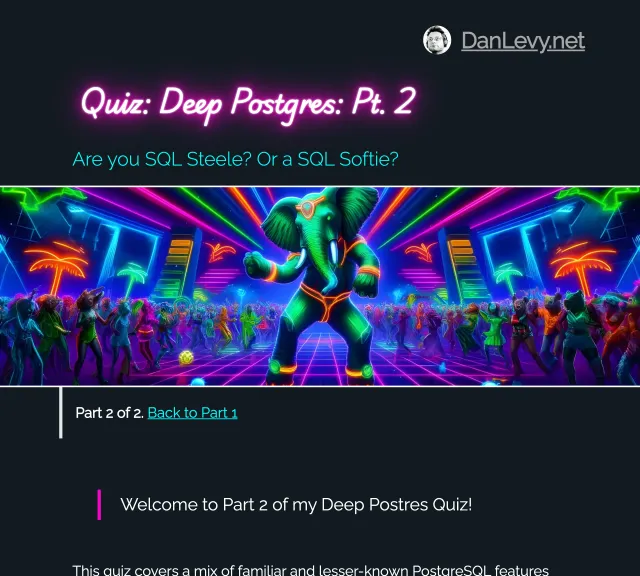 DanLevy.net
Quiz: Deep Postgres: Pt. 2
Are you SQL Steele? Or a SQL Softie?
Part 2 of 2. Back to Part 1
Welcome to Part 2 of my Deep Postres Quiz!
This quiz covers a mix of familiar and lesser-known PostgreSQL features